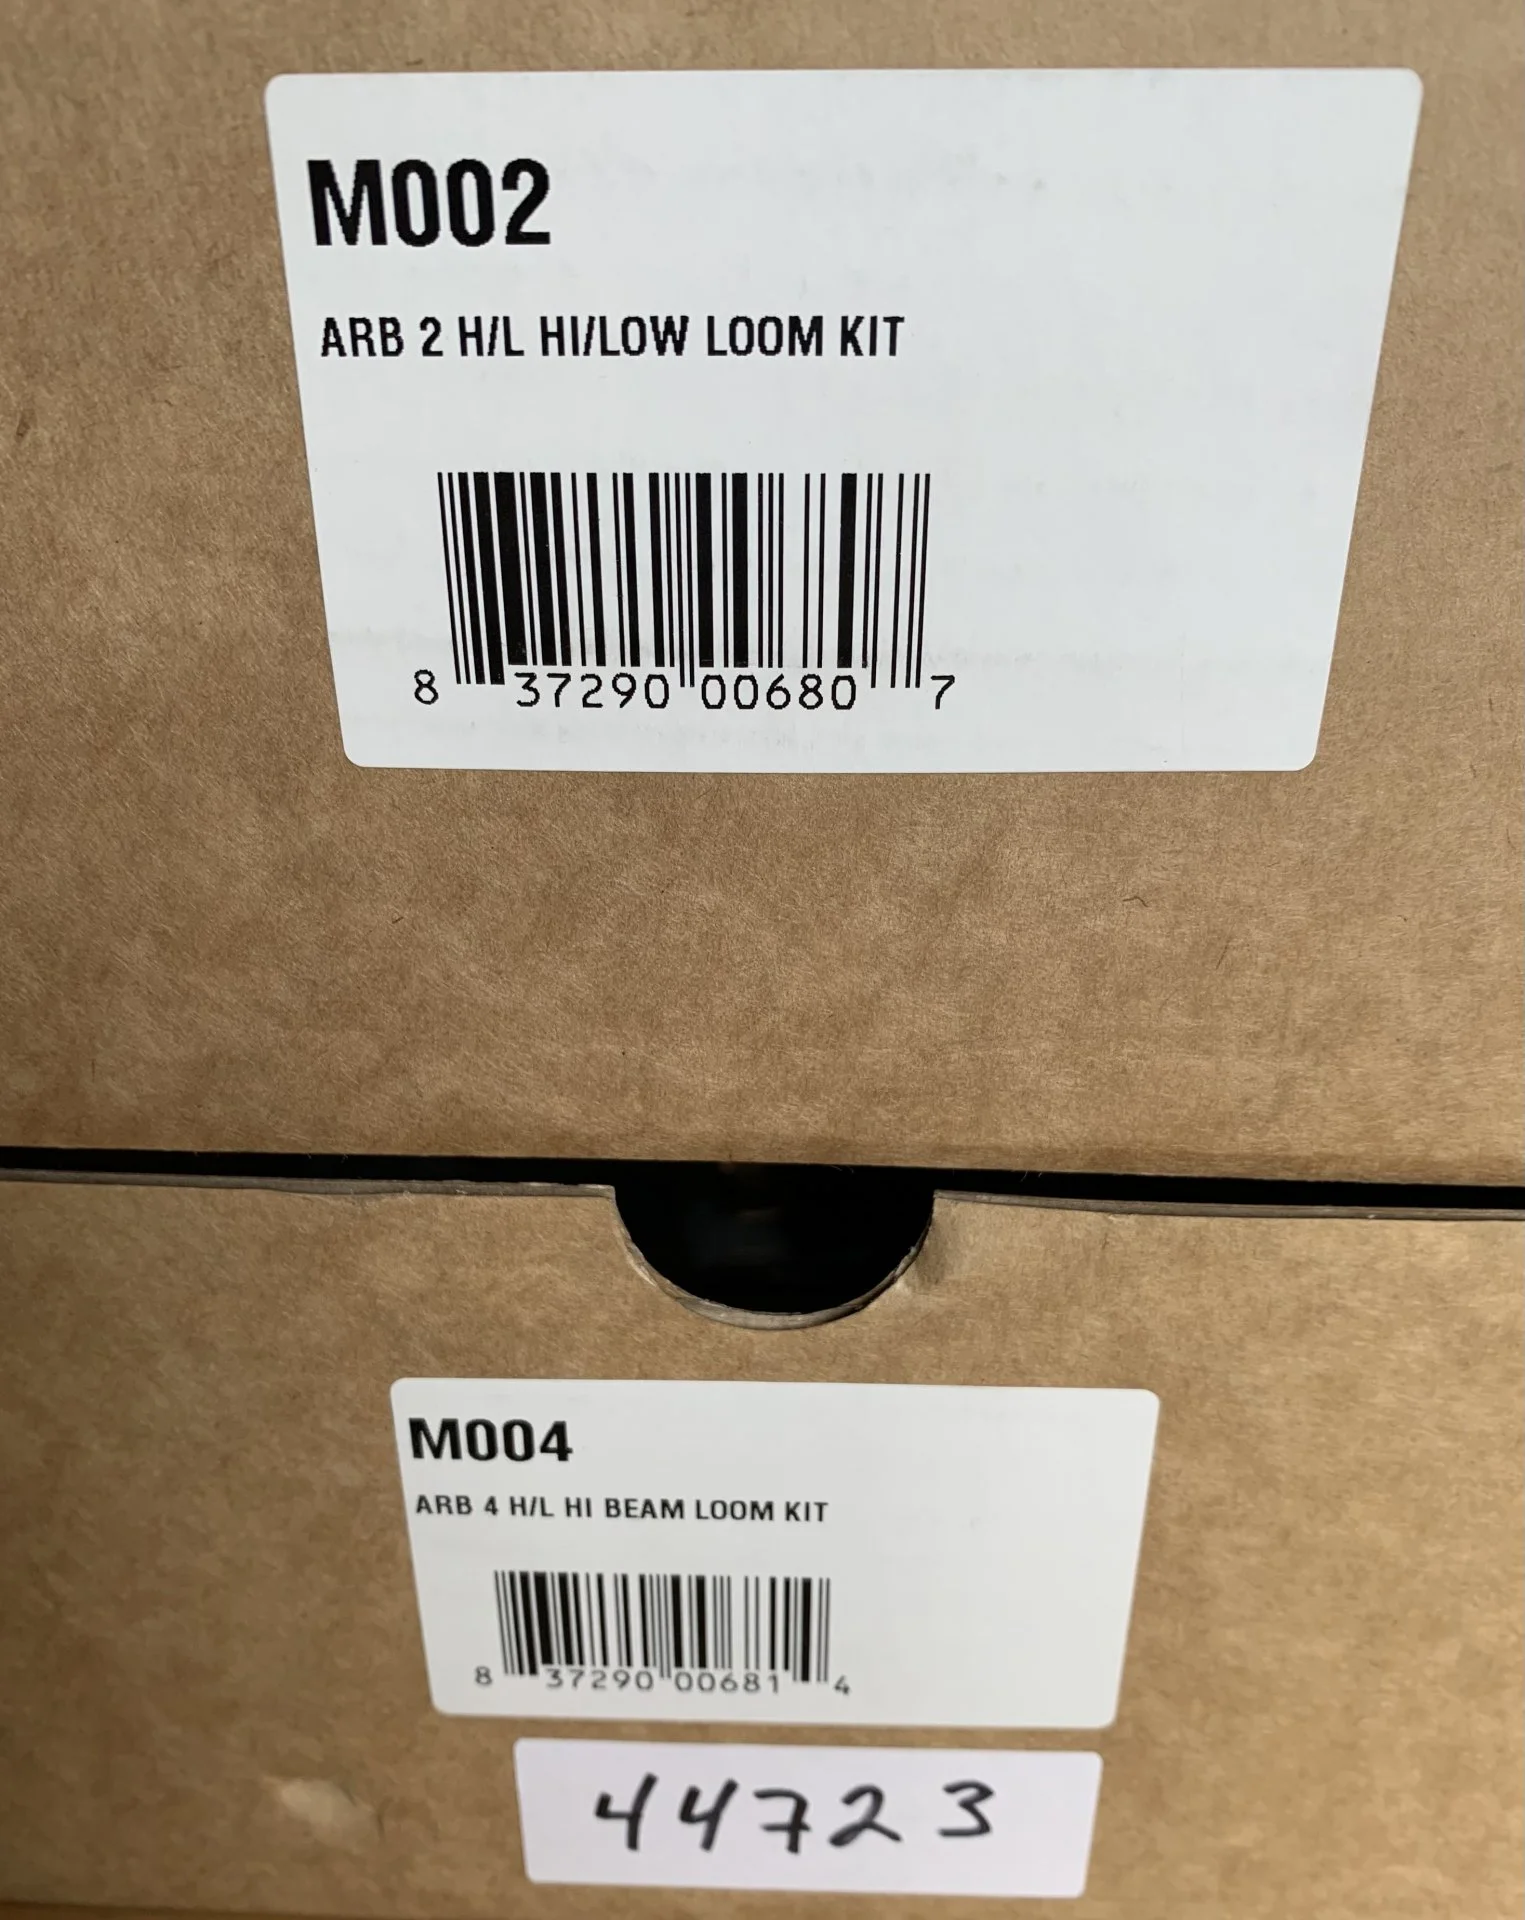 M002
ARB 2 H/L HI/LOW LOOM KIT
8 37290 00680 7
M004
ARB 4 H/L HI BEAM LOOM KIT
8 37290 00681 4
44723